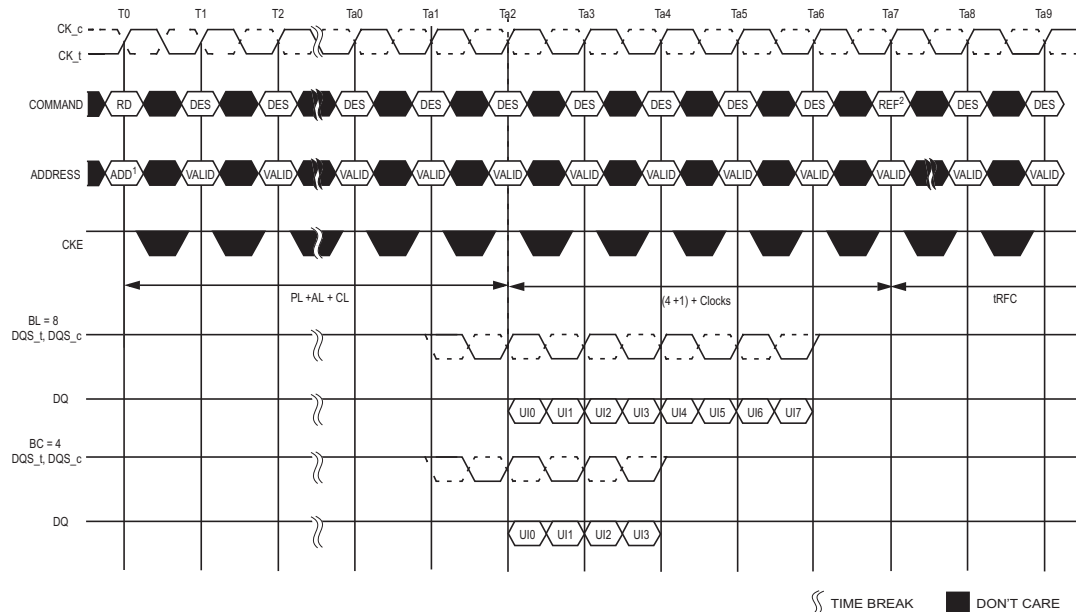 T0 T1 T2 Ta0 Ta1 Ta2 Ta3 Ta4 Ta5 Ta6 Ta7 Ta8 Ta9
CK_c
CK_t
COMMAND RD DES DES DES DES DES DES DES DES DES REF2 DES DES
ADDRESS ADD1 VALID VALID VALID VALID VALID VALID VALID VALID VALID VALID VALID VALID
CKE
PL +AL + CL (4 +1) + Clocks tRFC
BL = 8
DQS_t, DQS_c
DQ UI0 UI1 UI2 UI3 UI4 UI5 UI6 UI7
BC = 4
DQS_t, DQS_c
DQ UI0 UI1 UI2 UI3
TIME BREAK DON'T CARE